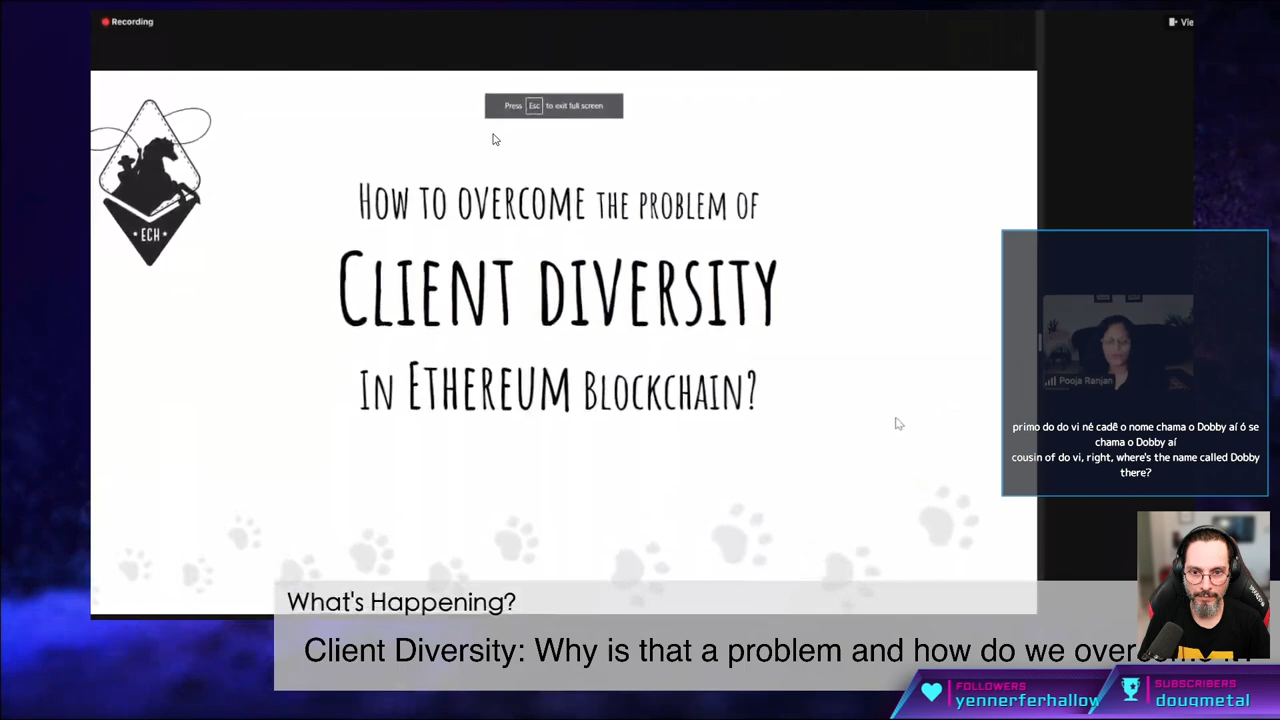 Recording
Vie
Press Esc to exit full screen
ECH
HOW TO OVERCOME THE PROBLEM OF
CLIENT DIVERSITY
IN ETHEREUM BLOCKCHAIN?
Pooja Ranjan
primo do do vi né cadê o nome chama o Dobby aí ó se
chama o Dobby aí
cousin of do vi, right, where's the name called Dobby
there?
What's Happening?
Client Diversity: Why is that a problem and how do we
FOLLOWERS
yennerferhallow
SUBSCRIBERS
dougmetal